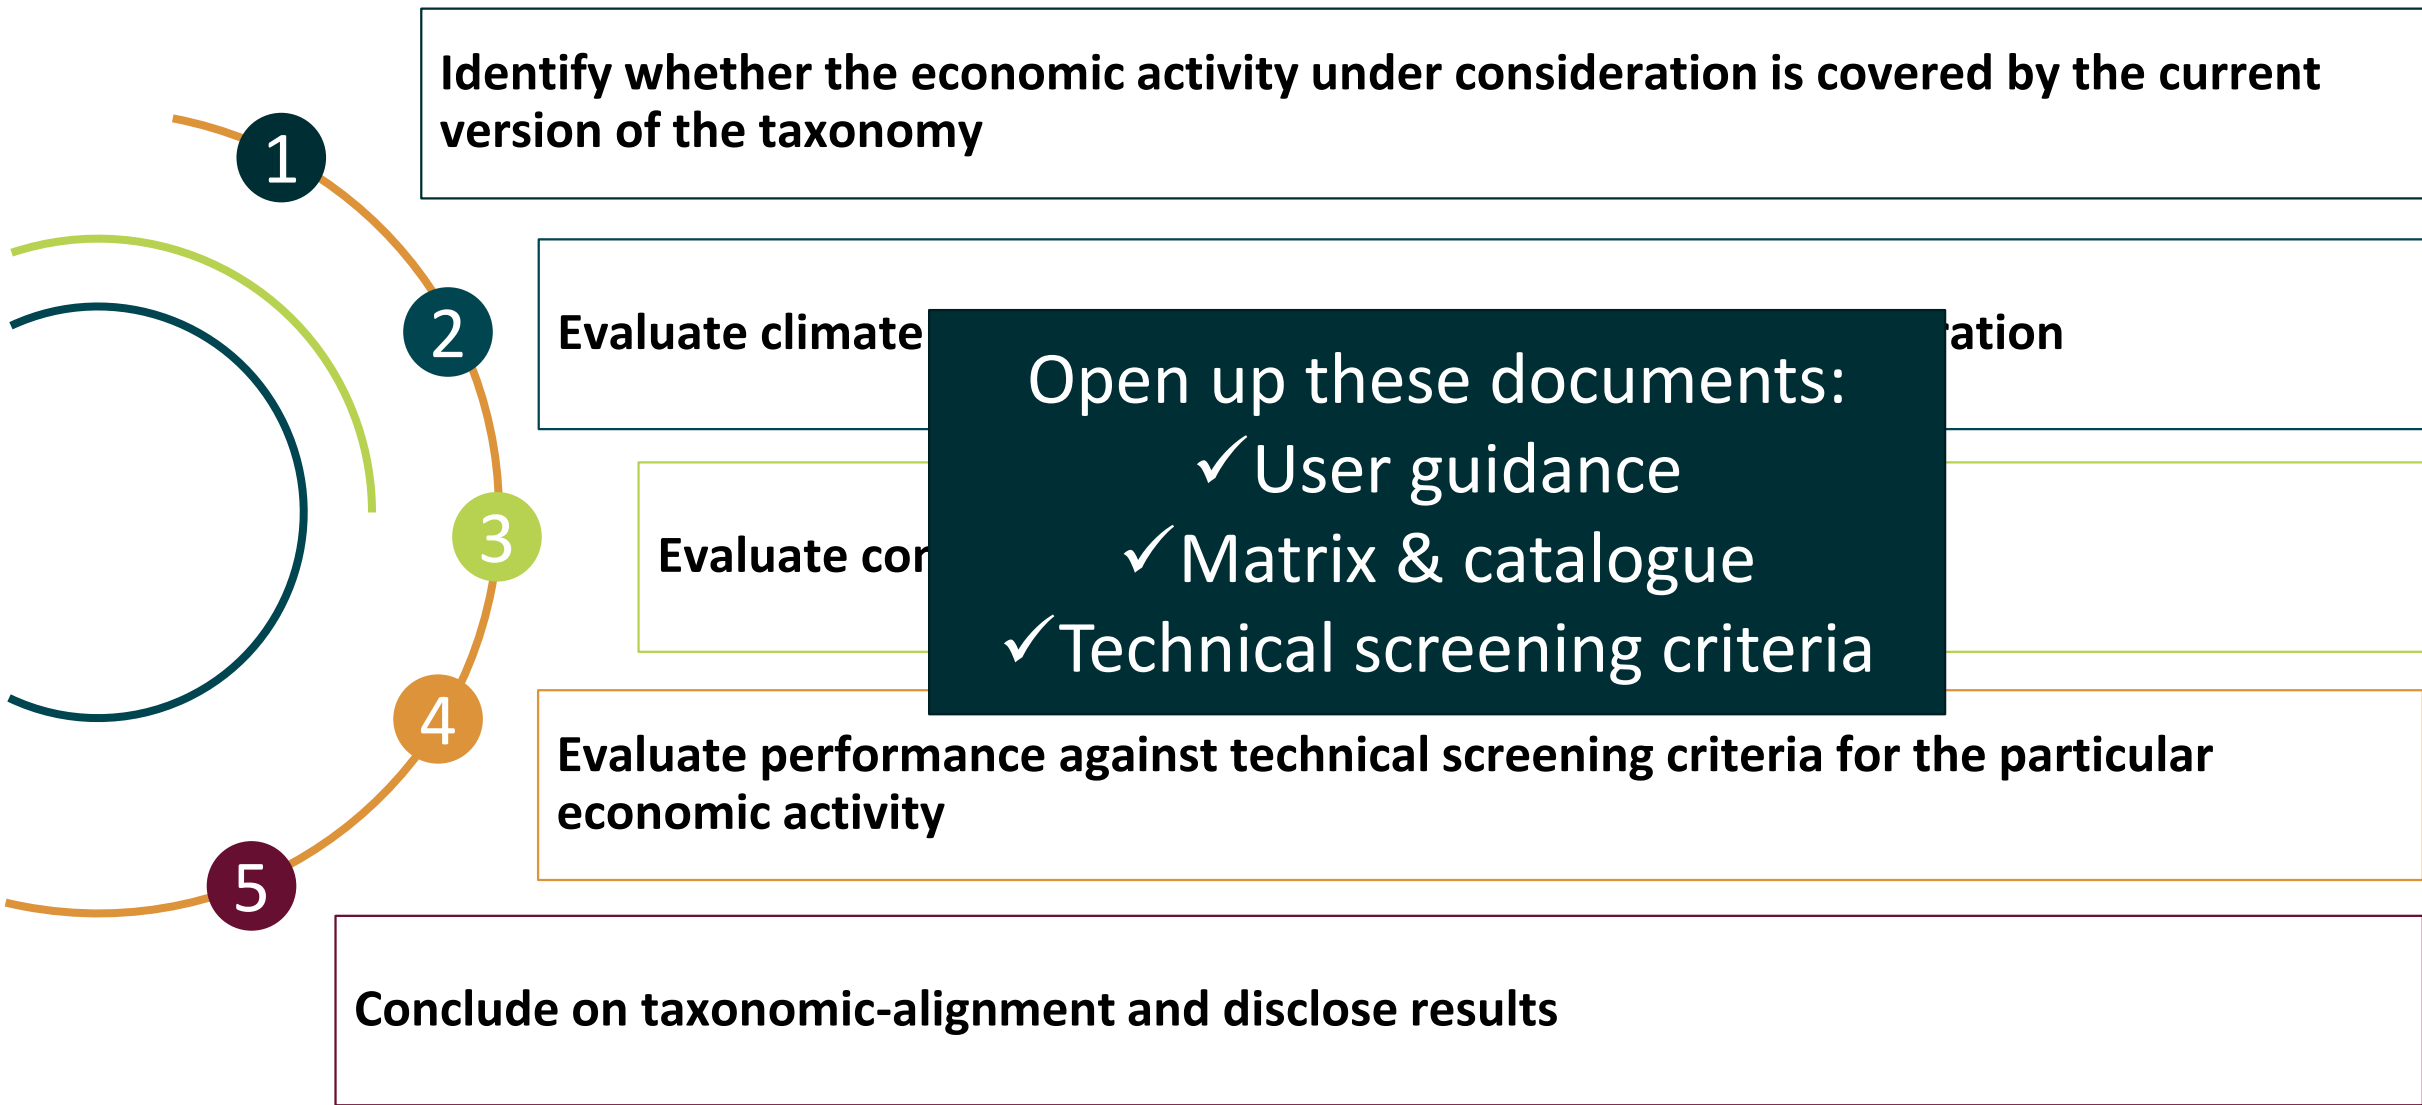 1
Identify whether the economic activity under consideration is covered by the current
version of the taxonomy
2
Evaluate climate
3
Evaluate
Open up these documents:
✓User guidance
✓Matrix & catalogue
✓Technical screening criteria
4
Evaluate performance against technical screening criteria for the particular
economic activity
5
Conclude on taxonomic-alignment and disclose results